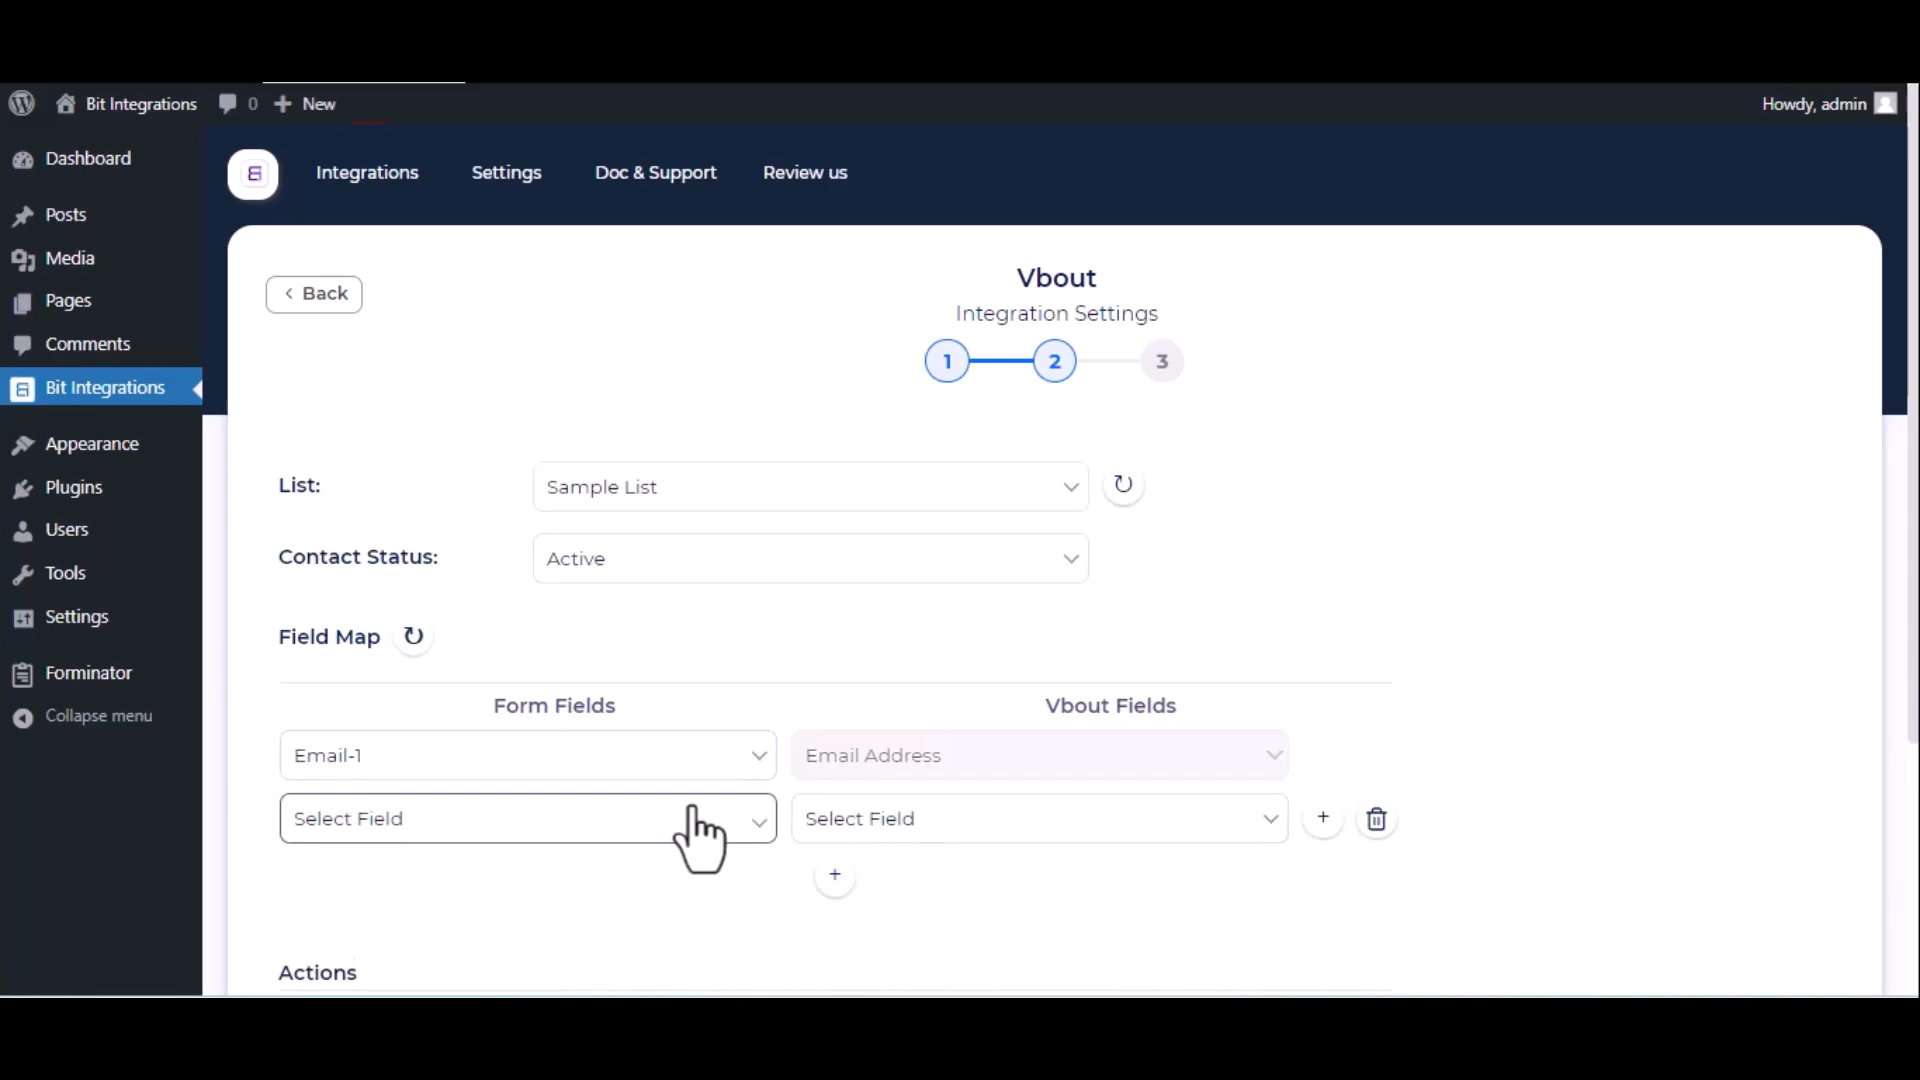 Bit Integrations 0 New Howdy, admin
Dashboard
Posts
Media
Pages
Comments
Bit Integrations
Appearance
Plugins
Users
Tools
Settings
Forminator
Collapse menu
Integrations Settings Doc & Support Review us
Back
Vbout
Integration Settings
1 2 3
List: Sample List
Contact Status: Active
Field Map
Form Fields Vbout Fields
Email-1 Email Address
Select Field Select Field +
+
Actions